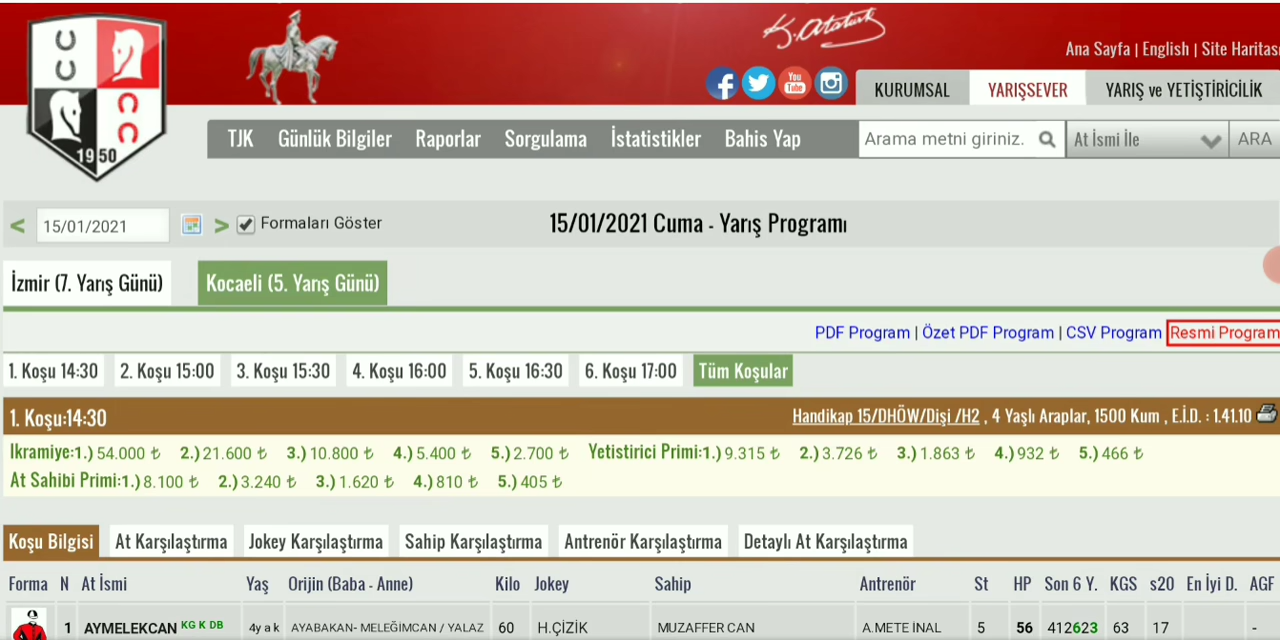 K. Atatürk
Ana Sayfa | English | Site Haritası
You Tube
KURUMSAL YARIŞSEVER YARIŞ ve YETİŞTİRİCİLİK
1950
TJK Günlük Bilgiler Raporlar Sorgulama İstatistikler Bahis Yap Arama metni giriniz. At İsmi İle ARA
< 15/01/2021 > Formaları Göster 15/01/2021 Cuma - Yarış Programı
İzmir (7. Yarış Günü) Kocaeli (5. Yarış Günü)
PDF Program | Özet PDF Program | CSV Program Resmi Program
1. Koşu 14:30 2. Koşu 15:00 3. Koşu 15:30 4. Koşu 16:00 5. Koşu 16:30 6. Koşu 17:00 Tüm Koşular
1. Koşu:14:30 Handikap 15/DHÖW/Dişi /H2 , 4 Yaşlı Araplar, 1500 Kum , E.İ.D. : 1.41.10
Ikramiye:1.) 54.000 ₺ 2.) 21.600 ₺ 3.) 10.800 ₺ 4.) 5.400 ₺ 5.) 2.700 ₺ Yetistirici Primi:1.) 9.315 ₺ 2.) 3.726 ₺ 3.) 1.863 ₺ 4.) 932 ₺ 5.) 466 ₺
At Sahibi Primi:1.) 8.100 ₺ 2.) 3.240 ₺ 3.) 1.620 ₺ 4.) 810 ₺ 5.) 405 ₺
Koşu Bilgisi At Karşılaştırma Jokey Karşılaştırma Sahip Karşılaştırma Antrenör Karşılaştırma Detaylı At Karşılaştırma
Forma N At İsmi Yaş Orijin (Baba - Anne) Kilo Jokey Sahip Antrenör St HP Son 6 Y. KGS s20 En İyi D. AGF
1 AYMELEKCAN KG K DB 4y a k AYABAKAN- MELEĞİMCAN / YALAZ 60 H.ÇİZİK MUZAFFER CAN A.METE İNAL 5 56 412623 63 17 -